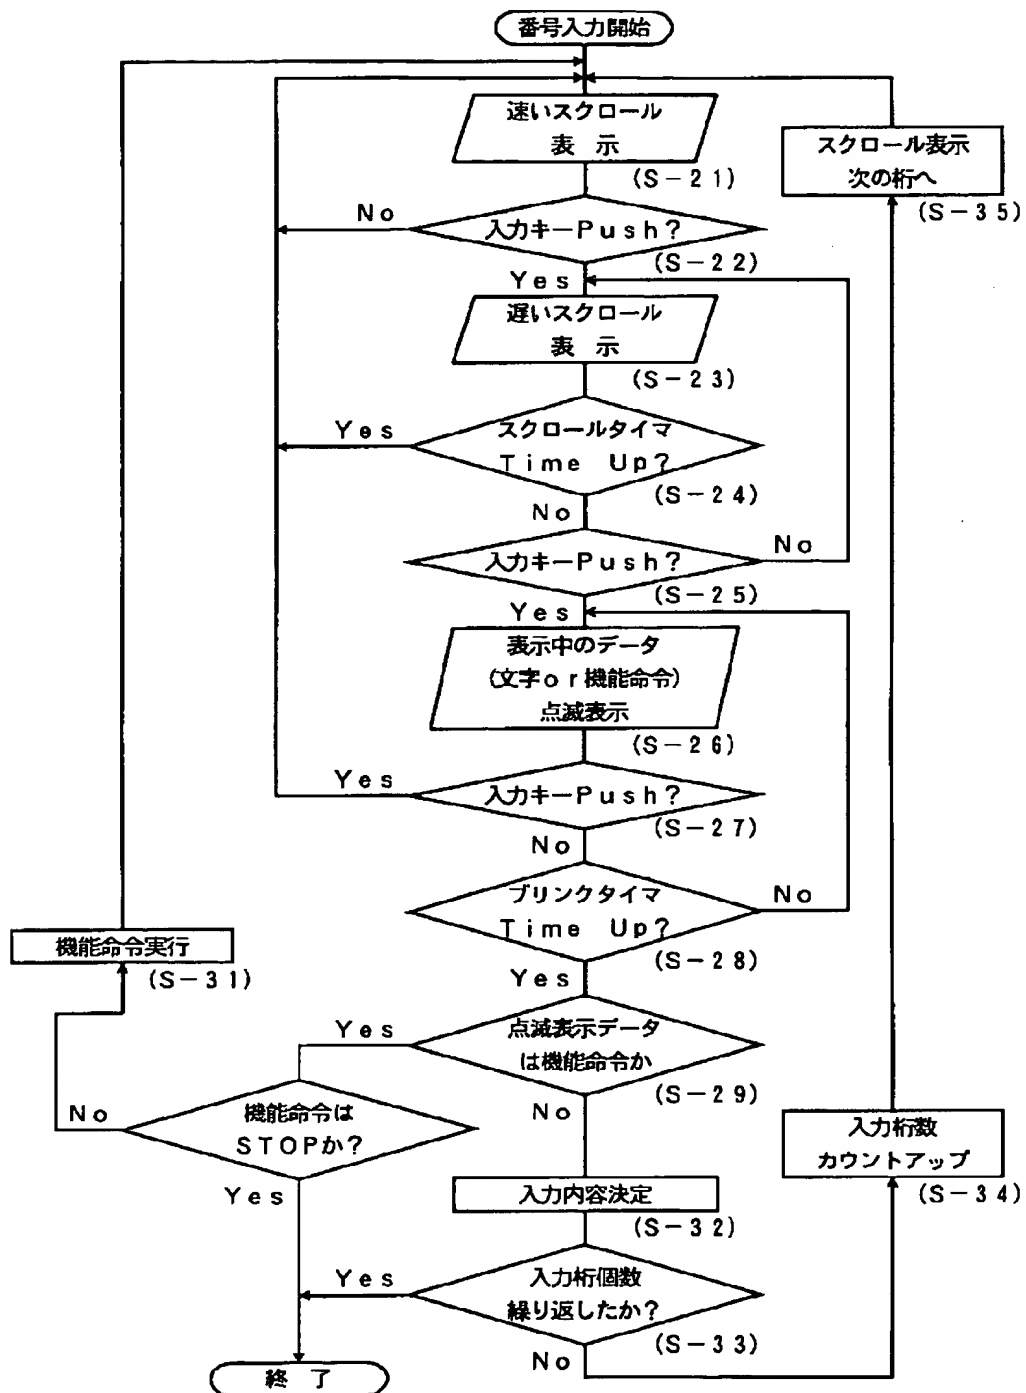 番号入力開始
速いスクロール
表 示
(S-21)
スクロール表示
次の桁へ
(S-35)
No
入力キーPush?
(S-22)
Yes
遅いスクロール
表 示
(S-23)
Yes
スクロールタイマ
Time Up?
(S-24)
No
入力キーPush?
No
(S-25)
Yes
表示中のデータ
(文字or機能命令)
点滅表示
(S-26)
Yes
入力キーPush?
(S-27)
No
ブリンクタイマ
Time Up?
No
(S-28)
機能命令実行
(S-31)
Yes
Yes
点滅表示データ
は機能命令か
(S-29)
No
No
機能命令は
STOPか?
Yes
入力桁数
カウントアップ
(S-34)
入力内容決定
(S-32)
Yes
入力桁個数
繰り返したか?
(S-33)
No
終 了